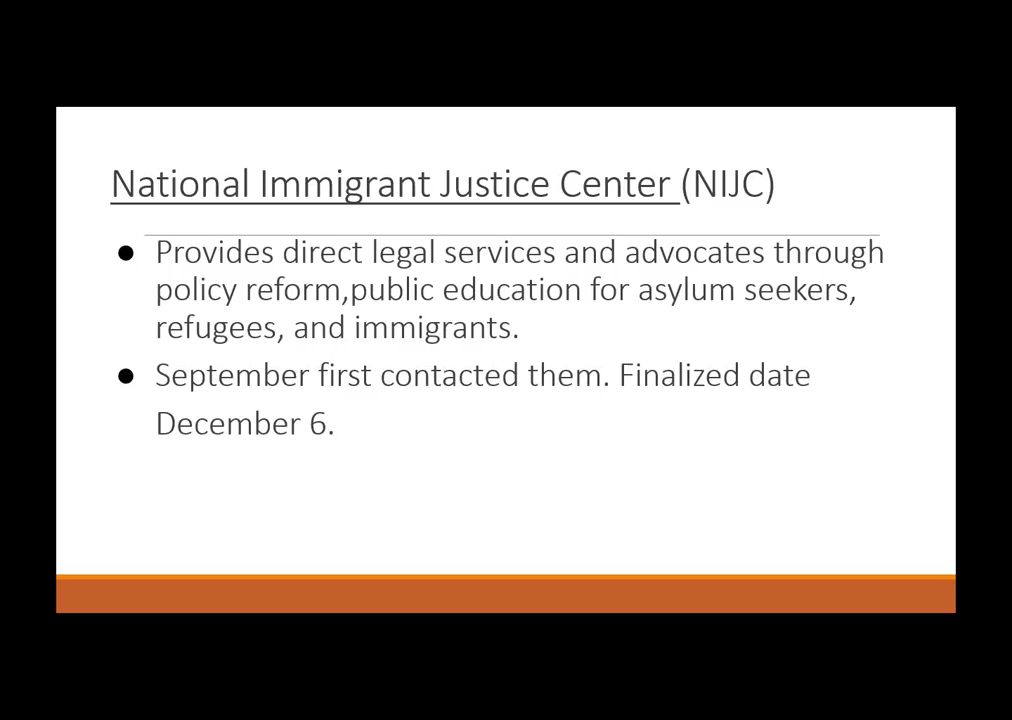 National Immigrant Justice Center (NIJC)
● Provides direct legal services and advocates through
policy reform,public education for asylum seekers,
refugees, and immigrants.
● September first contacted them. Finalized date
December 6.